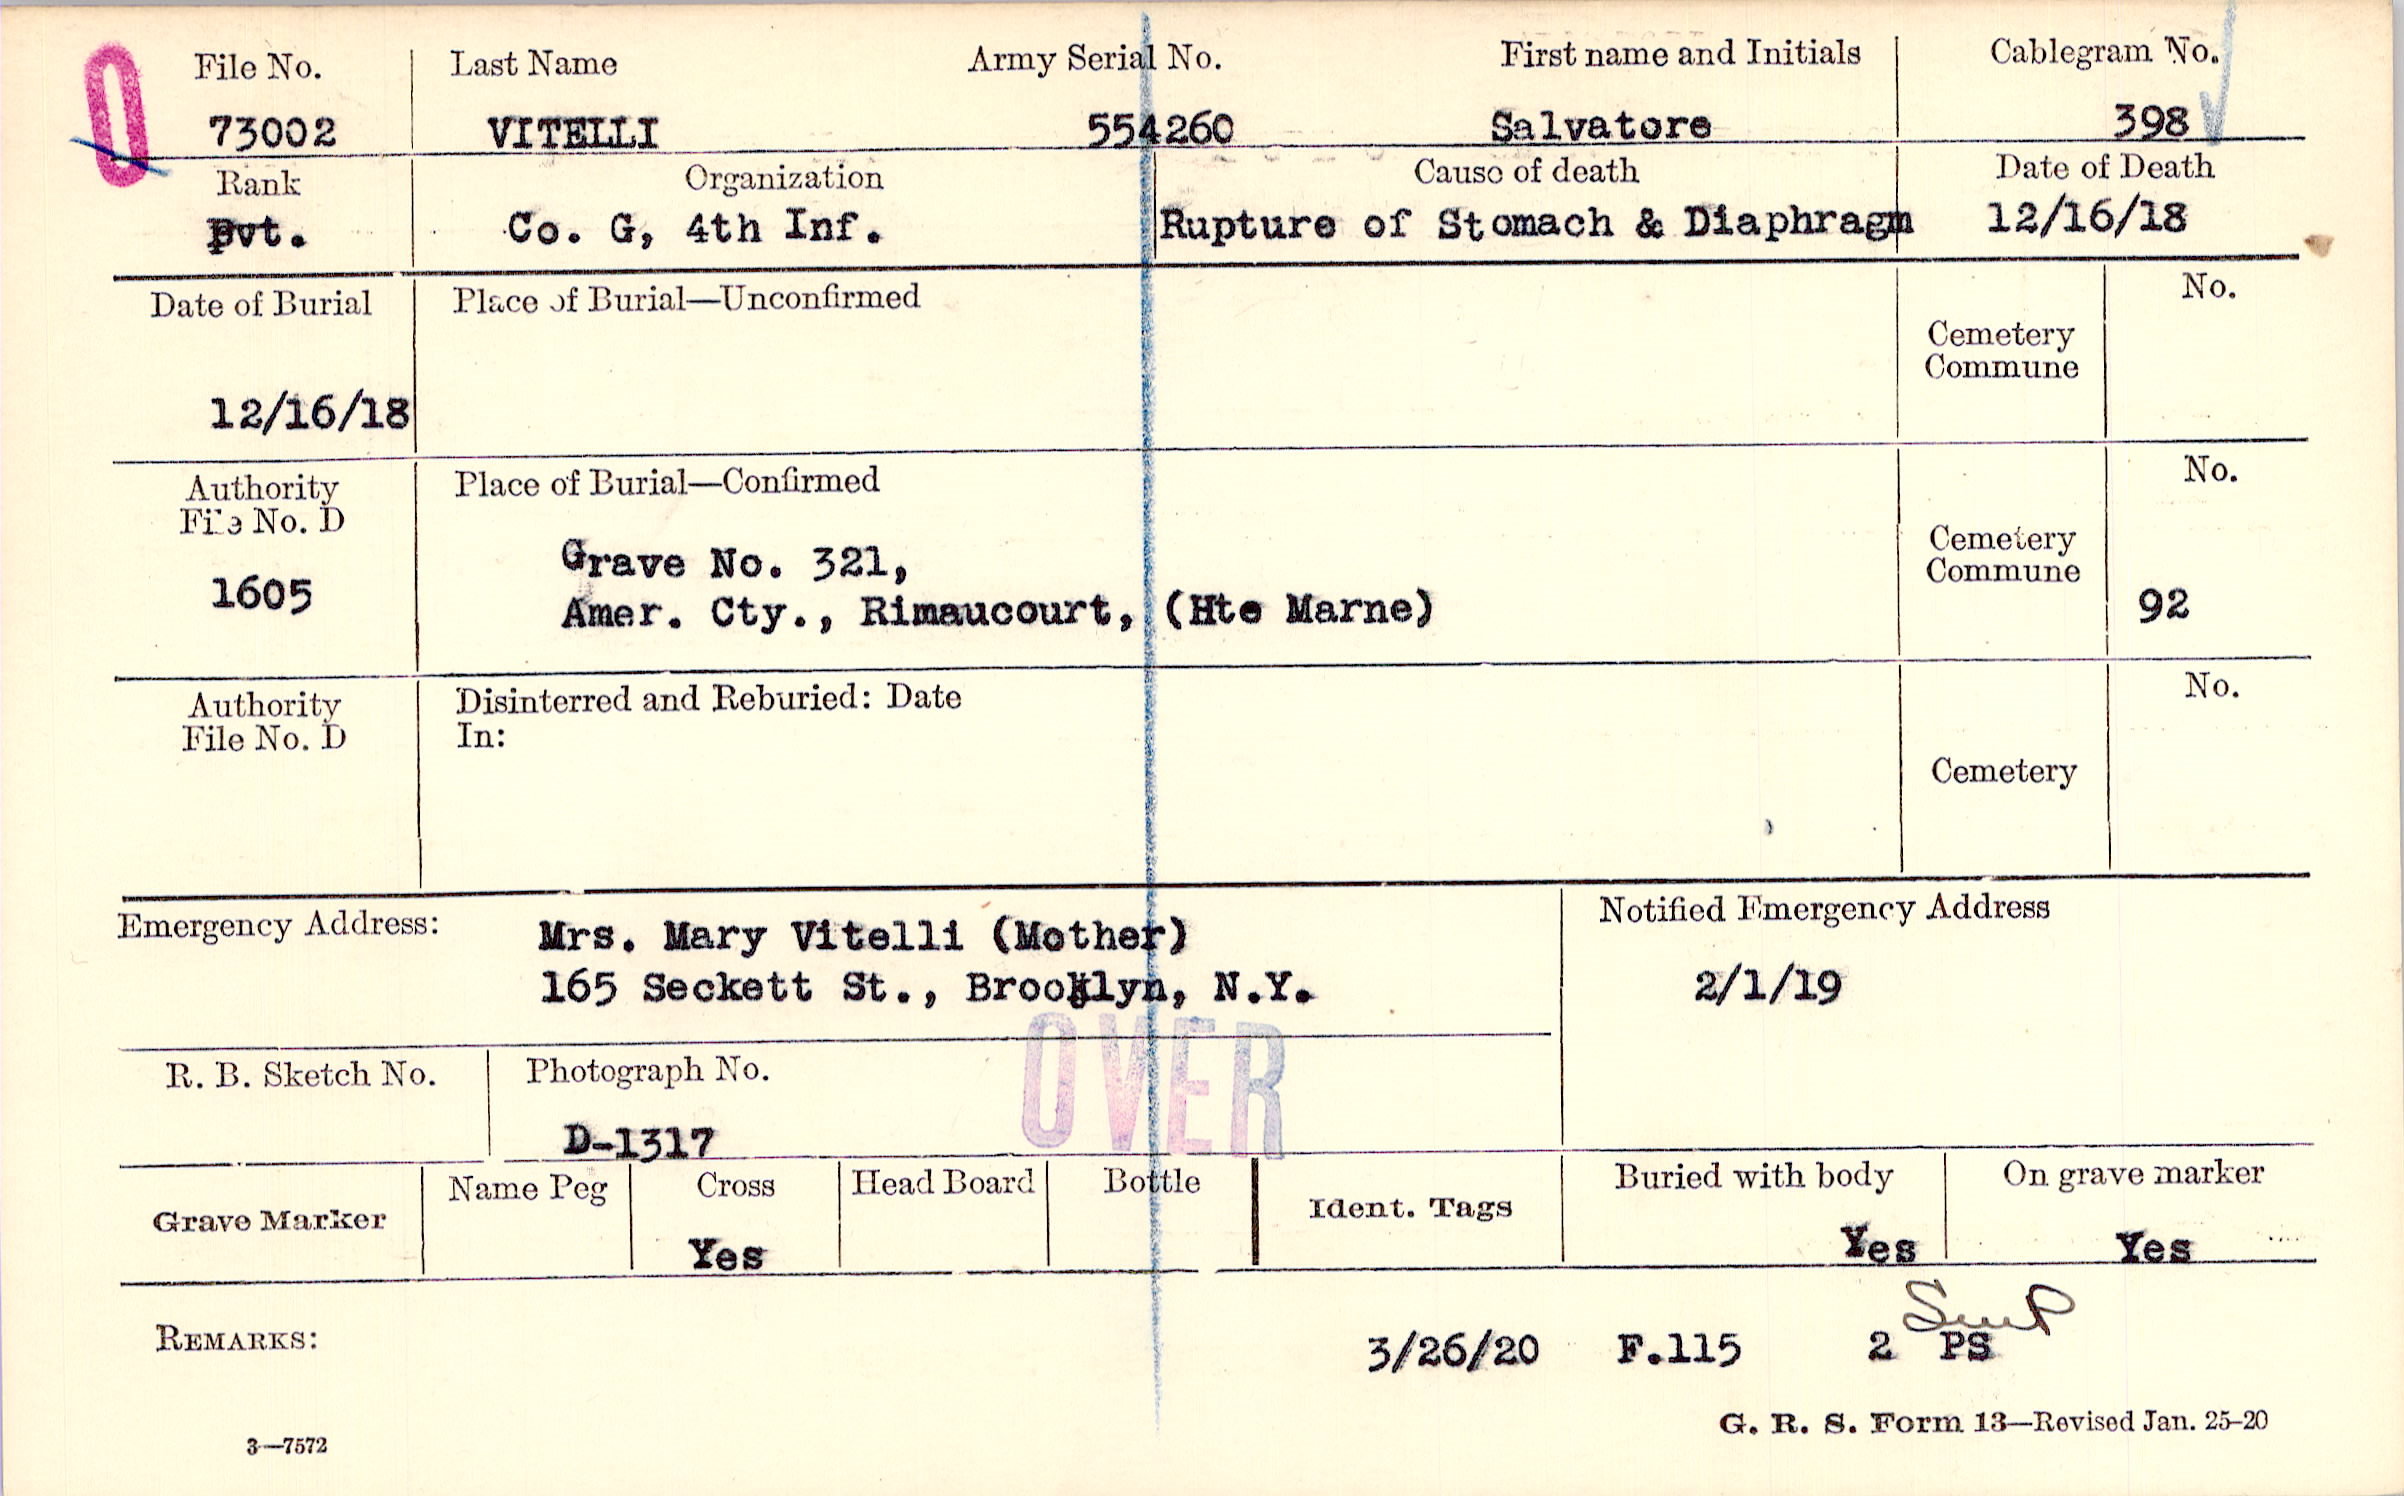 O
File No. Last Name Army Serial No. First name and Initials Cablegram No.
73002 VITELLI 554260 Salvatore 398
Rank Organization Cause of death Date of Death
Pvt. Co. G, 4th Inf. Rupture of Stomach & Diaphragm 12/16/18
Date of Burial Place of Burial—Unconfirmed No.
Cemetery
Commune
12/16/18
Authority Place of Burial—Confirmed No.
File No. D
Cemetery
Commune
Grave No. 321,
1605 Amer. Cty., Rimaucourt, (Hte Marne) 92
Authority Disinterred and Reburied: Date No.
File No. D In:
Cemetery
Emergency Address: Mrs. Mary Vitelli (Mother) Notified Emergency Address
165 Seckett St., Brooklyn, N.Y. 2/1/19
OVER
R. B. Sketch No. Photograph No.
D-1317
Grave Marker Name Peg Cross Head Board Bottle Ident. Tags Buried with body On grave marker
Yes Yes Yes
REMARKS: 3/26/20 F.115 2 PS
3—7572 G. R. S. Form 13—Revised Jan. 25-20